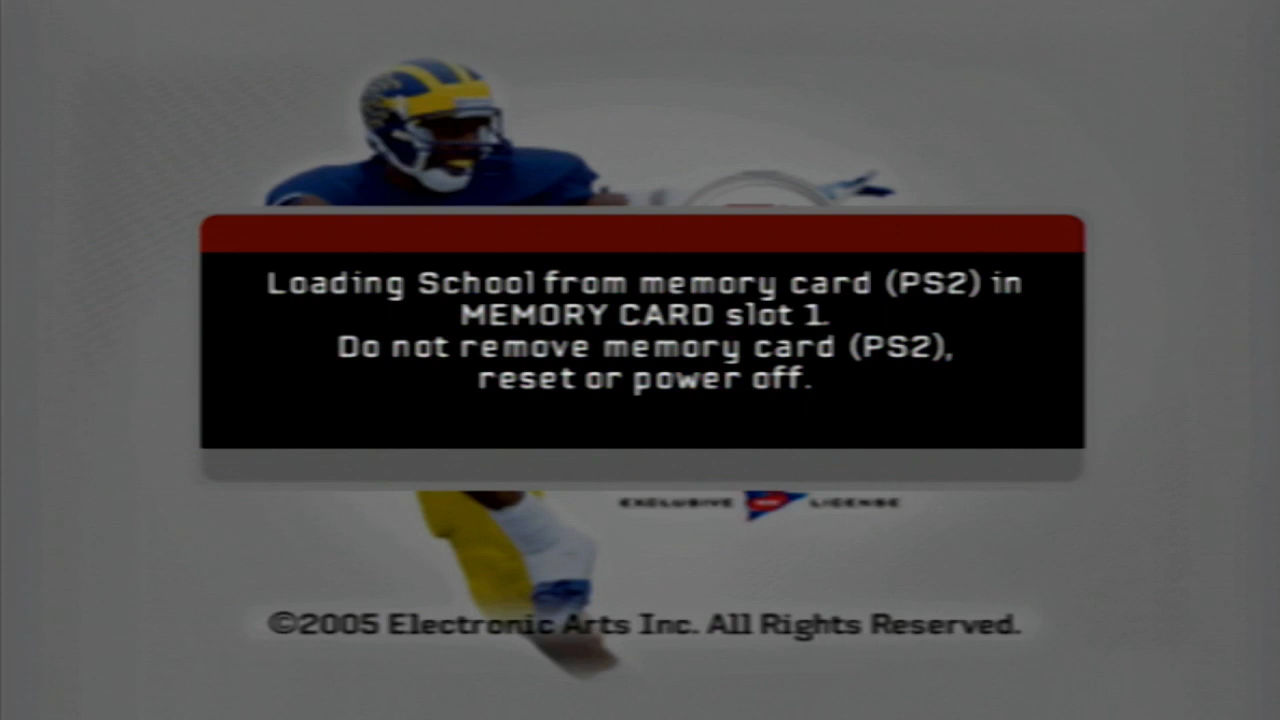 Loading School from memory card (PS2) in
MEMORY CARD slot 1.
Do not remove memory card (PS2),
reset or power off.
EXCLUSIVE LICENSE
©2005 Electronic Arts Inc. All Rights Reserved.